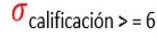 σ calificación > = 6